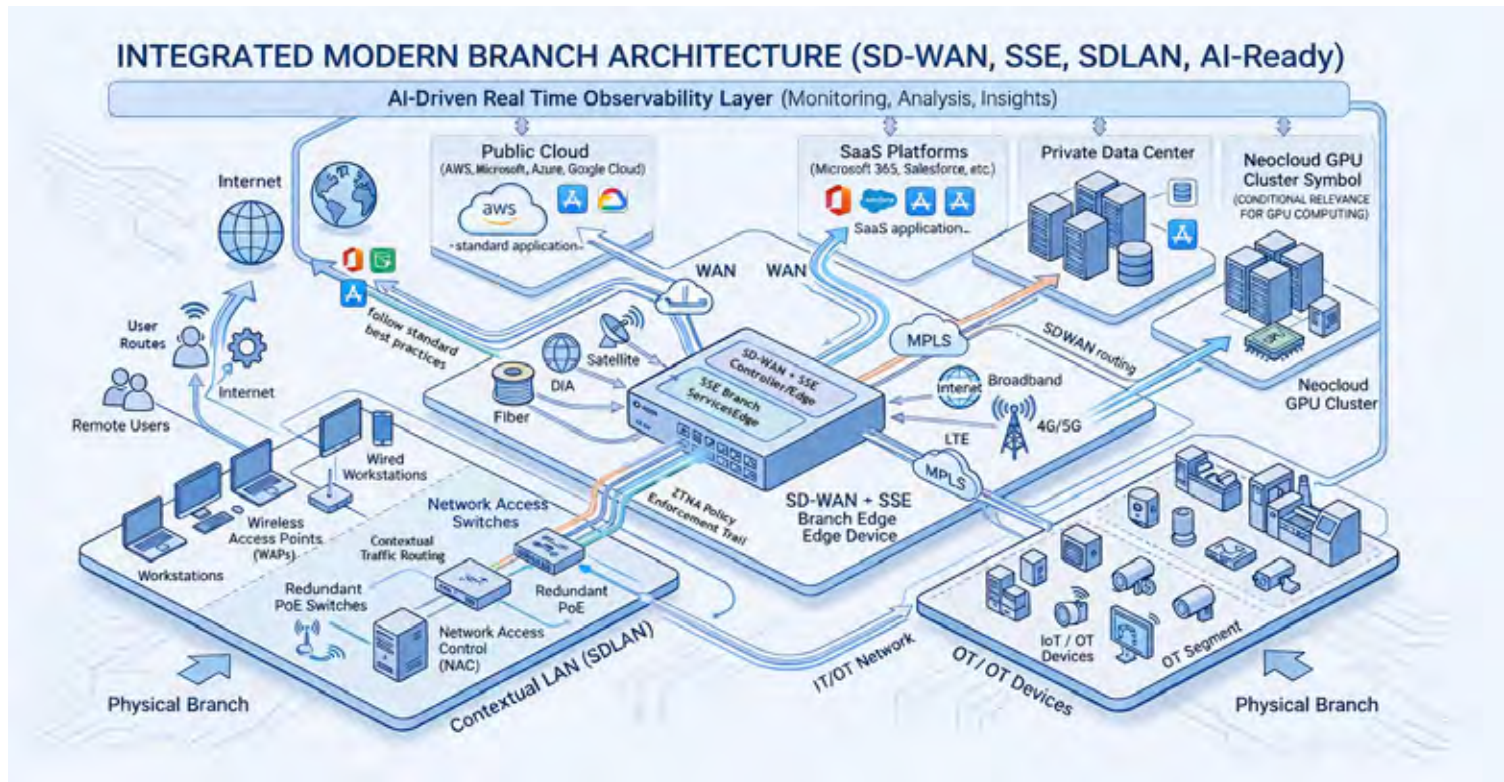 INTEGRATED MODERN BRANCH ARCHITECTURE (SD-WAN, SSE, SDLAN, AI-Ready)
AI-Driven Real Time Observability Layer (Monitoring, Analysis, Insights)
Public Cloud
(AWS, Microsoft, Azure, Google Cloud)
aws
-standard application-
SaaS Platforms
(Microsoft 365, Salesforce, etc.)
SaaS application..
Private Data Center
Neocloud GPU
Cluster Symbol
(CONDITIONAL RELEVANCE
FOR GPU COMPUTING)
Internet
WAN
WAN
User
Routes
Internet
follow standard
best practices
Remote Users
Satellite
DIA
Fiber
SD-WAN + SSE
Controller/Edge
SSE Branch
ServicesEdge
MPLS
SDWAN routing
Internet
Broadband
4G/5G
LTE
MPLS
Neocloud
GPU Cluster
SD-WAN + SSE
Branch Edge
Edge Device
ZTNA Policy
Enforcement Trail
Wired
Workstations
Wireless
Access Points
(WAPs)
Workstations
Network Access
Switches
Contextual
Traffic Routing
Redundant
PoE Switches
Redundant
PoE
Network Access
Control
(NAC)
Contextual LAN (SDLAN)
IT/OT Network
IoT / OT
Devices
OT Segment
OT / OT Devices
Physical Branch
Physical Branch